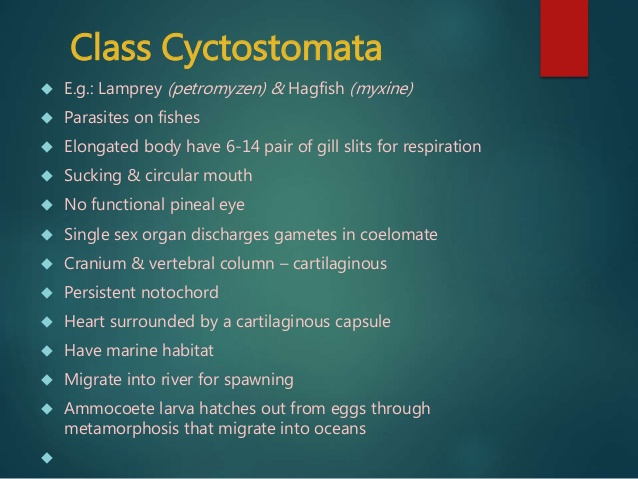 Class Cyctostomata
E.g.: Lamprey (petromyzen) & Hagfish (myxine)
Parasites on fishes
Elongated body have 6-14 pair of gill slits for respiration
Sucking & circular mouth
No functional pineal eye
Single sex organ discharges gametes in coelomate
Cranium & vertebral column – cartilaginous
Persistent notochord
Heart surrounded by a cartilaginous capsule
Have marine habitat
Migrate into river for spawning
Ammocoete larva hatches out from eggs through
metamorphosis that migrate into oceans